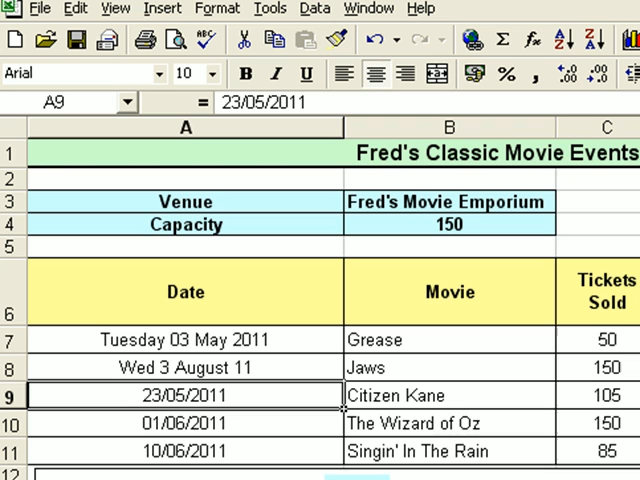 File Edit View Insert Format Tools Data Window Help
Arial 10 B I U % ,
A9 = 23/05/2011
A B C
1 Fred's Classic Movie Events
2
3 Venue Fred's Movie Emporium
4 Capacity 150
5
6 Date Movie Tickets Sold
7 Tuesday 03 May 2011 Grease 50
8 Wed 3 August 11 Jaws 150
9 23/05/2011 Citizen Kane 105
10 01/06/2011 The Wizard of Oz 150
11 10/06/2011 Singin' In The Rain 85
12